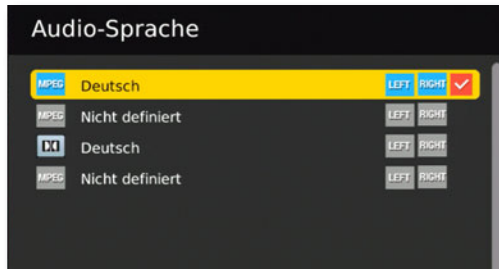 Audio-Sprache
MPEG Deutsch LEFT RIGHT
MPEG Nicht definiert LEFT RIGHT
Deutsch LEFT RIGHT
MPEG Nicht definiert LEFT RIGHT